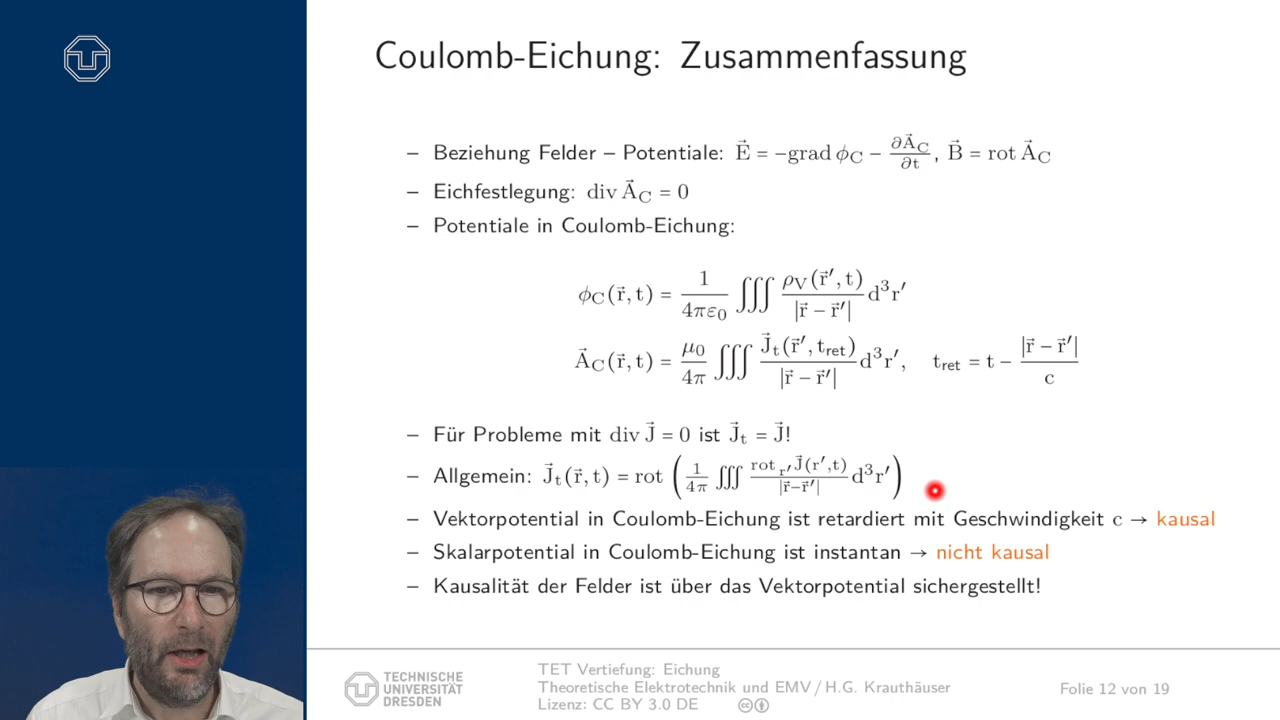 Coulomb-Eichung: Zusammenfassung
– Beziehung Felder – Potentiale: E⃗ = −grad ϕ_C − ∂A⃗_C/∂t, B⃗ = rot A⃗_C
– Eichfestlegung: div A⃗_C = 0
– Potentiale in Coulomb-Eichung:
ϕ_C(r⃗, t) = 1/(4πε₀) ∭ ρ_V(r⃗′, t)/|r⃗ − r⃗′| d³r′
A⃗_C(r⃗, t) = μ₀/(4π) ∭ J⃗_t(r⃗′, t_ret)/|r⃗ − r⃗′| d³r′, t_ret = t − |r⃗ − r⃗′|/c
– Für Probleme mit div J⃗ = 0 ist J⃗_t = J⃗!
– Allgemein: J⃗_t(r⃗, t) = rot (1/(4π) ∭ rot_r′ J⃗(r′,t)/|r⃗−r⃗′| d³r′)
– Vektorpotential in Coulomb-Eichung ist retardiert mit Geschwindigkeit c → kausal
– Skalarpotential in Coulomb-Eichung ist instantan → nicht kausal
– Kausalität der Felder ist über das Vektorpotential sichergestellt!
TECHNISCHE
UNIVERSITÄT
DRESDEN
TET Vertiefung: Eichung
Theoretische Elektrotechnik und EMV / H.G. Krauthäuser
Lizenz: CC BY 3.0 DE
Folie 12 von 19